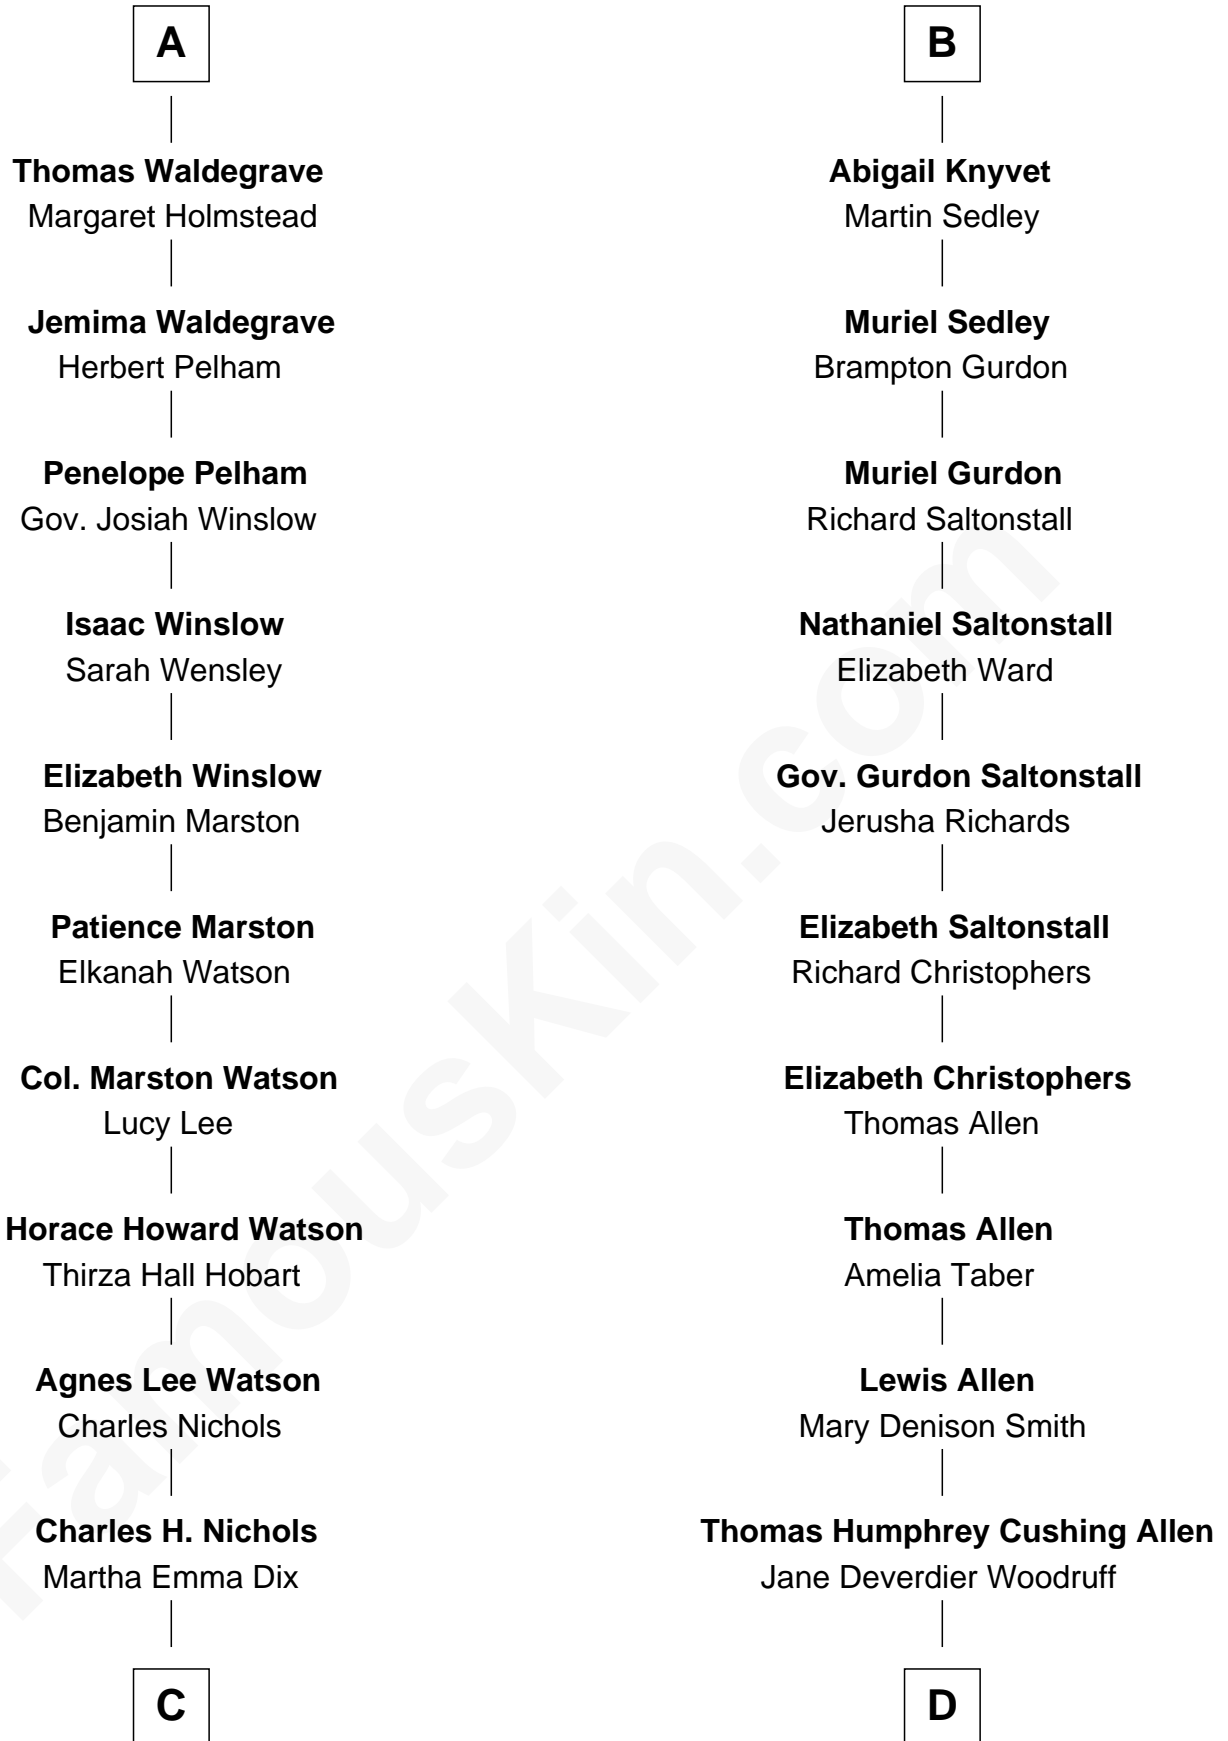 A
Thomas Waldegrave
Margaret Holmstead
Jemima Waldegrave
Herbert Pelham
Penelope Pelham
Gov. Josiah Winslow
Isaac Winslow
Sarah Wensley
Elizabeth Winslow
Benjamin Marston
Patience Marston
Elkanah Watson
Col. Marston Watson
Lucy Lee
Horace Howard Watson
Thirza Hall Hobart
Agnes Lee Watson
Charles Nichols
Charles H. Nichols
Martha Emma Dix
C
B
Abigail Knyvet
Martin Sedley
Muriel Sedley
Brampton Gurdon
Muriel Gurdon
Richard Saltonstall
Nathaniel Saltonstall
Elizabeth Ward
Gov. Gurdon Saltonstall
Jerusha Richards
Elizabeth Saltonstall
Richard Christophers
Elizabeth Christophers
Thomas Allen
Thomas Allen
Amelia Taber
Lewis Allen
Mary Denison Smith
Thomas Humphrey Cushing Allen
Jane Deverdier Woodruff
D
FamousKin.com